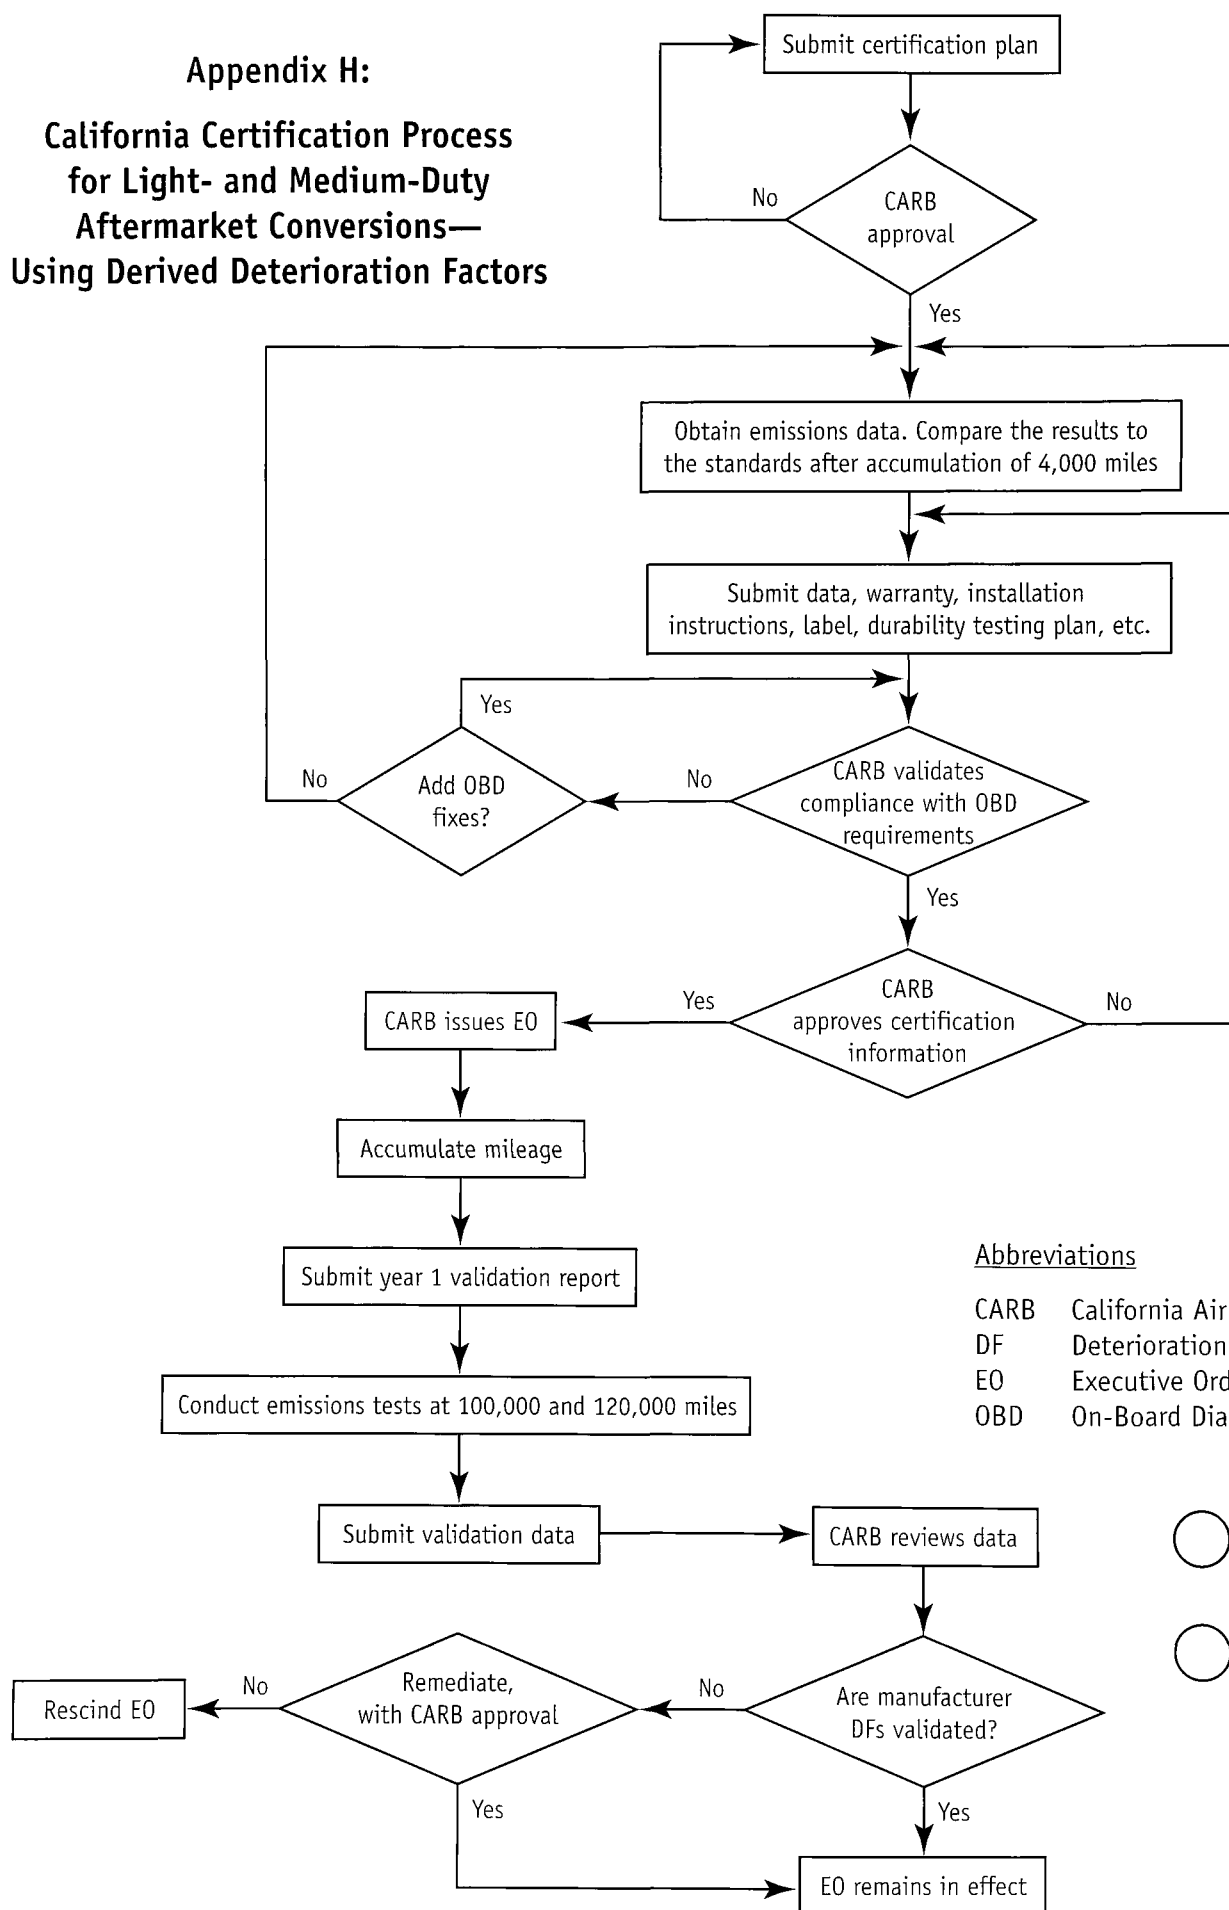 Appendix H:
California Certification Process
for Light- and Medium-Duty
Aftermarket Conversions—
Using Derived Deterioration Factors
Submit certification plan
No
CARB
approval
Yes
Obtain emissions data. Compare the results to
the standards after accumulation of 4,000 miles
Submit data, warranty, installation
instructions, label, durability testing plan, etc.
Yes
No
Add OBD
fixes?
No
CARB validates
compliance with OBD
requirements
Yes
CARB issues EO
Yes
CARB
approves certification
information
No
Accumulate mileage
Submit year 1 validation report
Abbreviations
CARB California Air
DF Deterioration
EO Executive Ord
OBD On-Board Dia
Conduct emissions tests at 100,000 and 120,000 miles
Submit validation data
CARB reviews data
Rescind EO
No
Remediate,
with CARB approval
No
Are manufacturer
DFs validated?
Yes
Yes
EO remains in effect